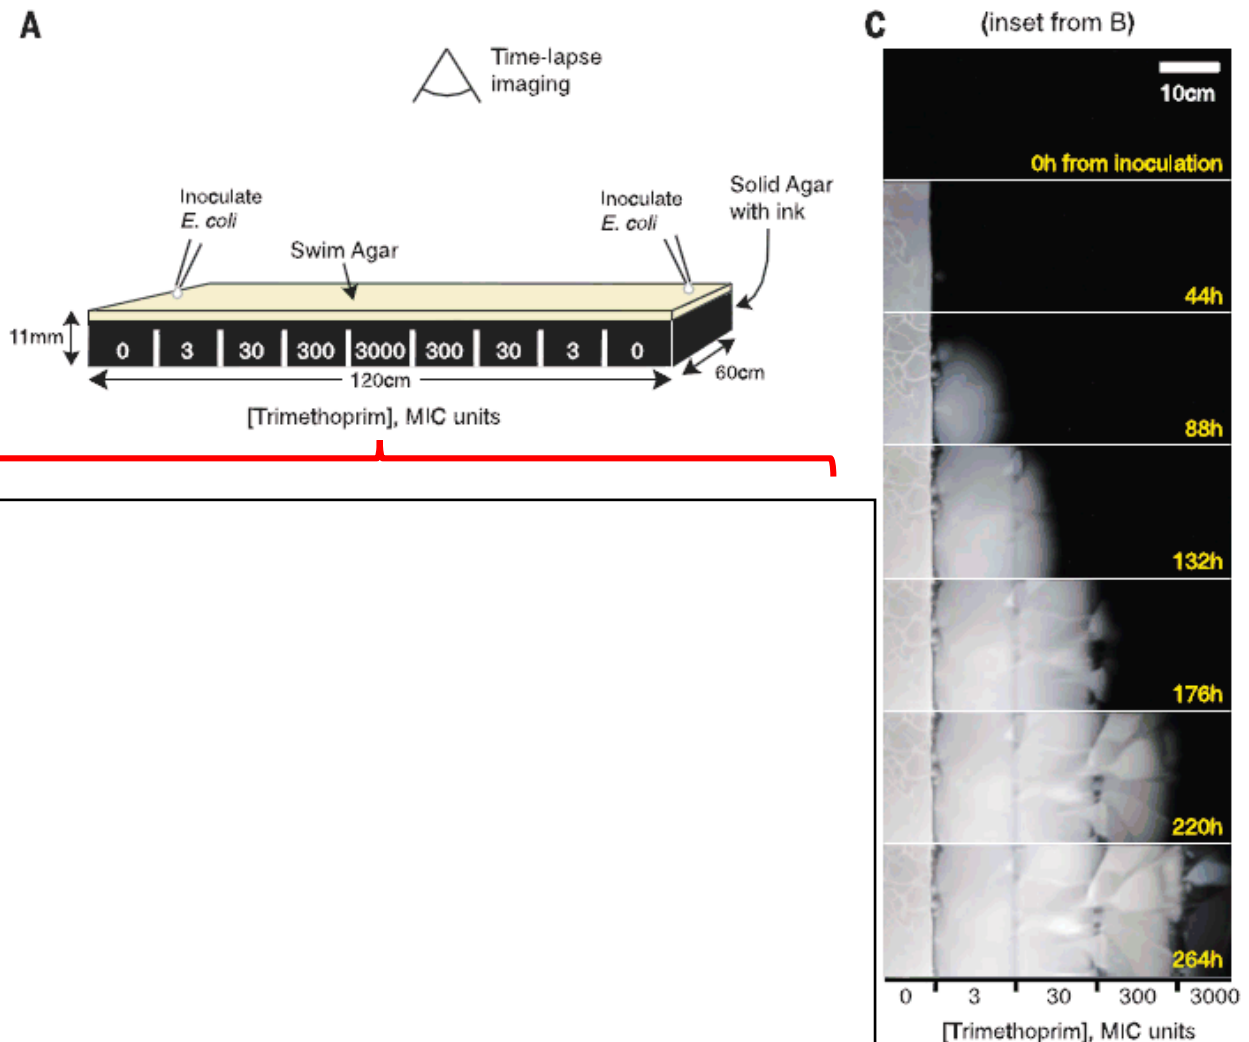 A
Time-lapse
imaging
Inoculate
E. coli
Swim Agar
Inoculate
E. coli
Solid Agar
with ink
11mm
0 3 30 300 3000 300 30 3 0
120cm
60cm
[Trimethoprim], MIC units
C
(inset from B)
10cm
0h from inoculation
44h
88h
132h
176h
220h
264h
0 3 30 300 3000
[Trimethoprim], MIC units